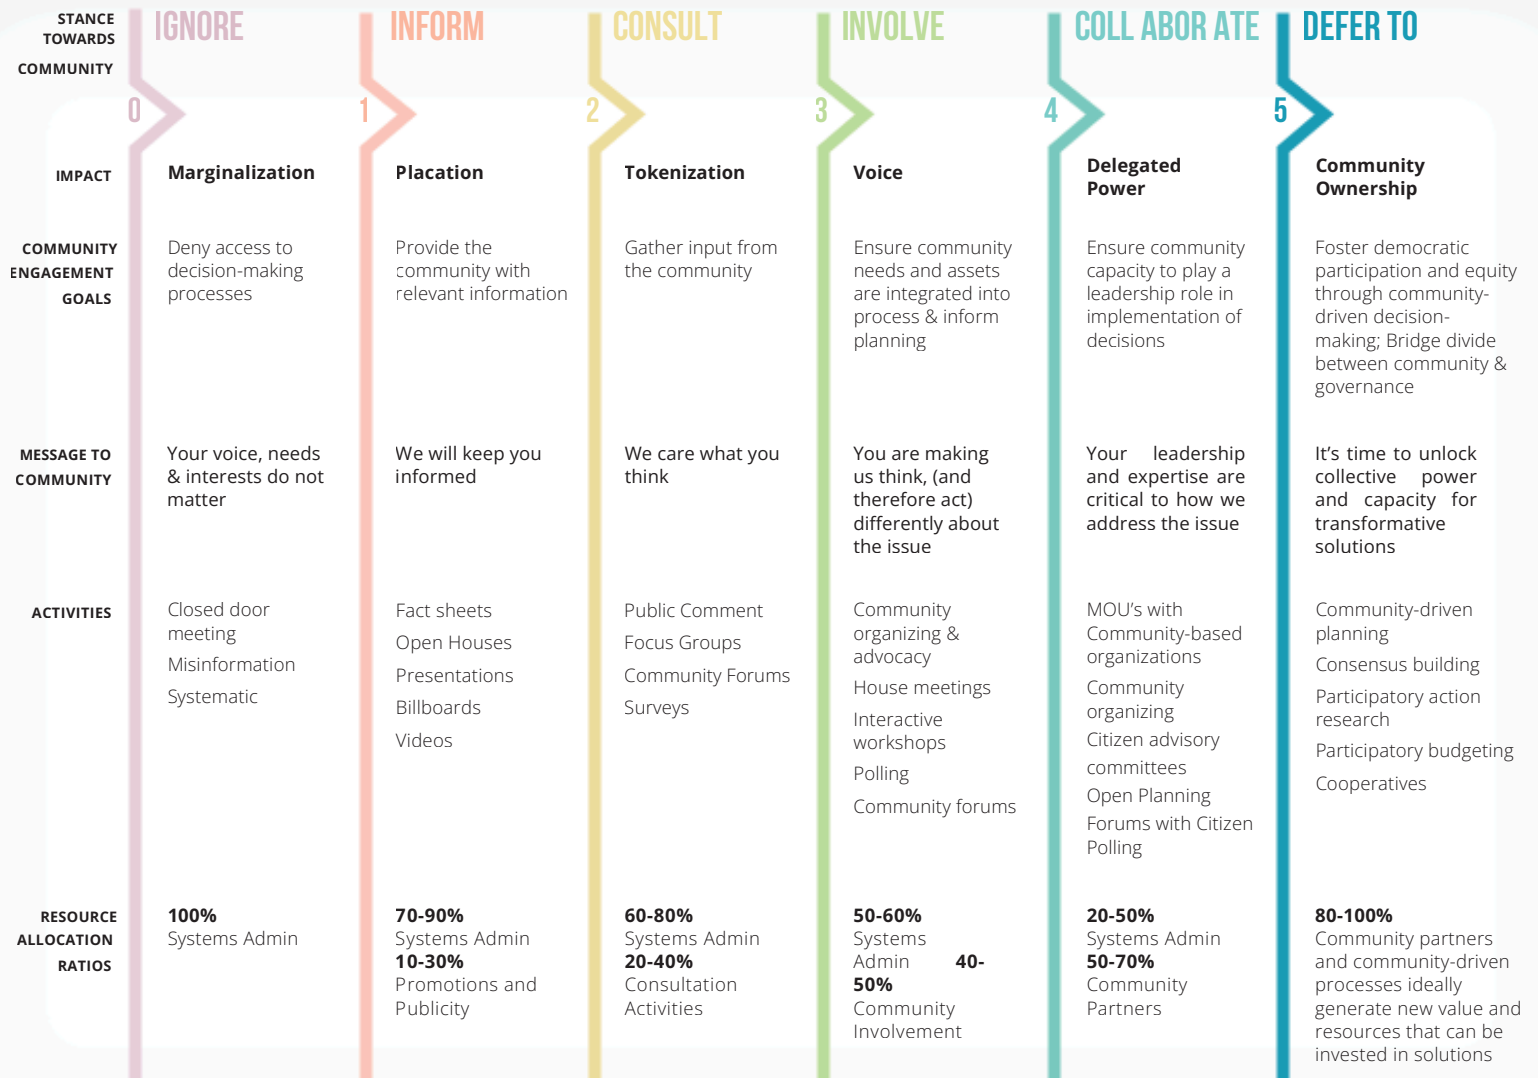 STANCE
TOWARDS
COMMUNITY
IGNORE
INFORM
CONSULT
INVOLVE
COLL ABOR ATE
DEFER TO
0
1
2
3
4
5
IMPACT
Marginalization
Placation
Tokenization
Voice
Delegated
Power
Community
Ownership
COMMUNITY
ENGAGEMENT
GOALS
Deny access to
decision-making
processes
Provide the
community with
relevant information
Gather input from
the community
Ensure community
needs and assets
are integrated into
process & inform
planning
Ensure community
capacity to play a
leadership role in
implementation of
decisions
Foster democratic
participation and equity
through community-
driven decision-
making; Bridge divide
between community &
governance
MESSAGE TO
COMMUNITY
Your voice, needs
& interests do not
matter
We will keep you
informed
We care what you
think
You are making
us think, (and
therefore act)
differently about
the issue
Your leadership
and expertise are
critical to how we
address the issue
It’s time to unlock
collective power
and capacity for
transformative
solutions
ACTIVITIES
Closed door
meeting
Misinformation
Systematic
Fact sheets
Open Houses
Presentations
Billboards
Videos
Public Comment
Focus Groups
Community Forums
Surveys
Community
organizing &
advocacy
House meetings
Interactive
workshops
Polling
Community forums
MOU’s with
Community-based
organizations
Community
organizing
Citizen advisory
committees
Open Planning
Forums with Citizen
Polling
Community-driven
planning
Consensus building
Participatory action
research
Participatory budgeting
Cooperatives
RESOURCE
ALLOCATION
RATIOS
100%
Systems Admin
70-90%
Systems Admin
10-30%
Promotions and
Publicity
60-80%
Systems Admin
20-40%
Consultation
Activities
50-60%
Systems
Admin 40-
50%
Community
Involvement
20-50%
Systems Admin
50-70%
Community
Partners
80-100%
Community partners
and community-driven
processes ideally
generate new value and
resources that can be
invested in solutions